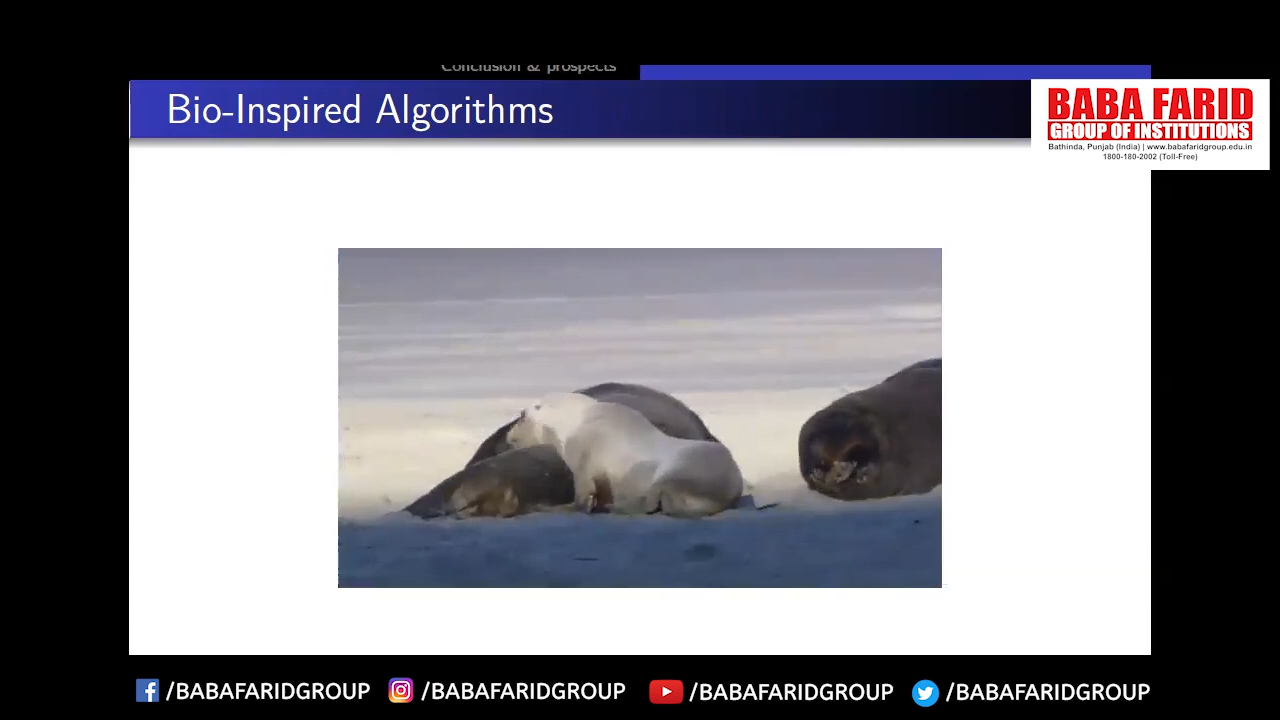 Conclusion & prospects
Bio-Inspired Algorithms
BABA FARID
GROUP OF INSTITUTIONS
Bathinda, Punjab (India) | www.babafaridgroup.edu.in
1800-180-2002 (Toll-Free)
/BABAFARIDGROUP /BABAFARIDGROUP /BABAFARIDGROUP /BABAFARIDGROUP